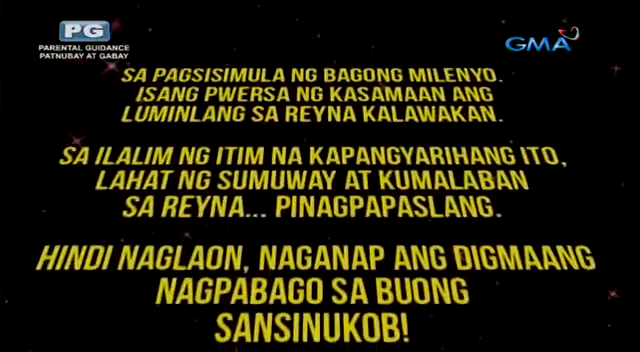 PG
PARENTAL GUIDANCE
PATNUBAY AT GABAY
GMA
SA PAGSISIMULA NG BAGONG MILENYO.
ISANG PWERSA NG KASAMAAN ANG
LUMINLANG SA REYNA KALAWAKAN.
SA ILALIM NG ITIM NA KAPANGYARIHANG ITO,
LAHAT NG SUMUWAY AT KUMALABAN
SA REYNA... PINAGPAPASLANG.
HINDI NAGLAON, NAGANAP ANG DIGMAANG
NAGPABAGO SA BUONG
SANSINUKOB!